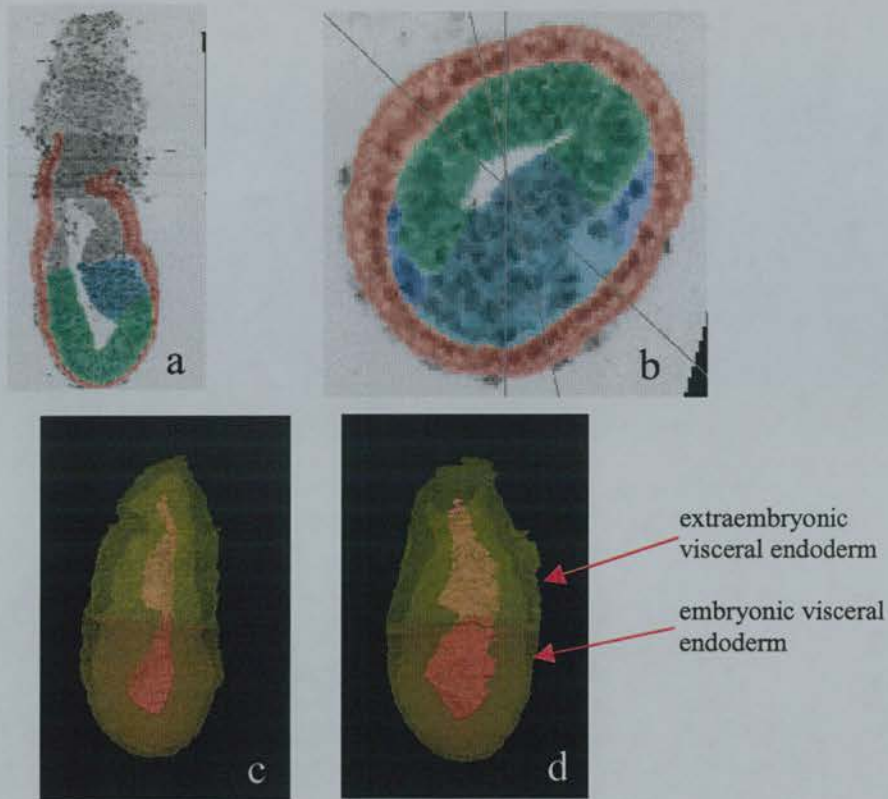 a
b
extraembryonic
visceral endoderm
embryonic visceral
endoderm
c
d